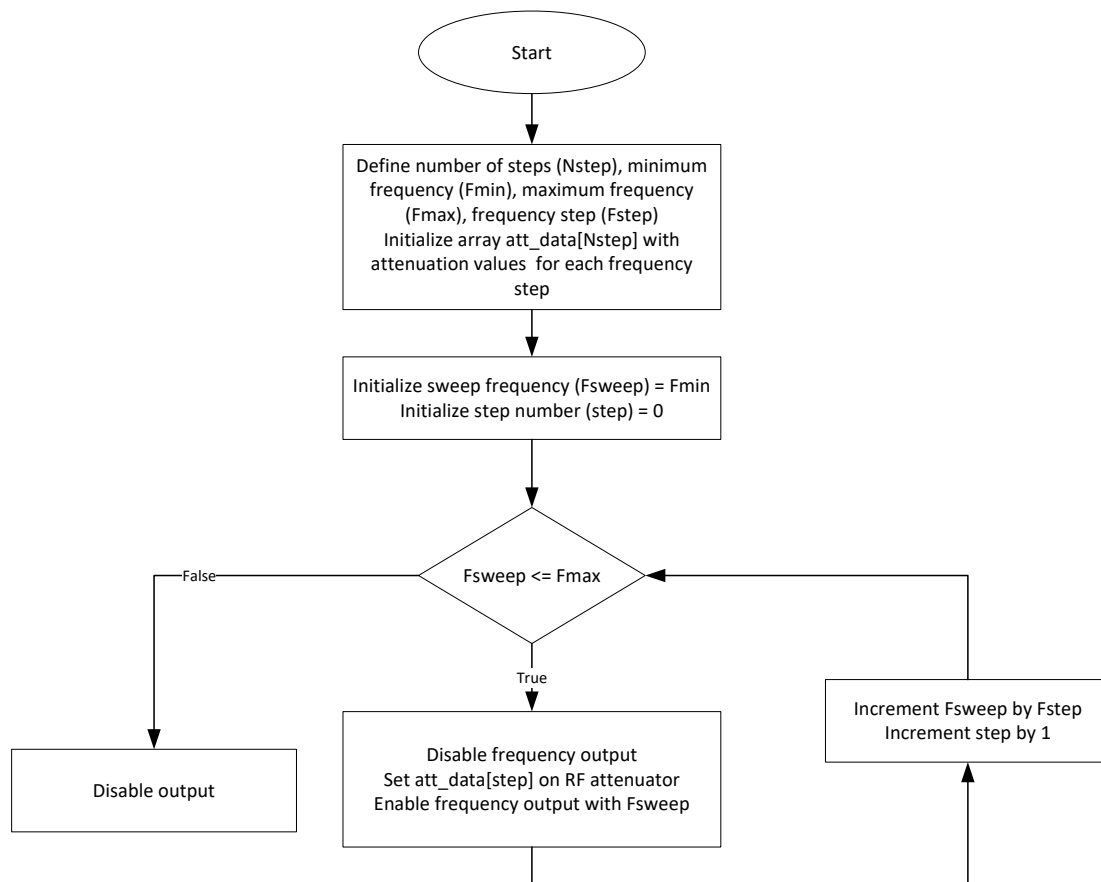 Start
Define number of steps (Nstep), minimum
frequency (Fmin), maximum frequency
(Fmax), frequency step (Fstep)
Initialize array att_data[Nstep] with
attenuation values  for each frequency
step
Initialize sweep frequency (Fsweep) = Fmin
Initialize step number (step) = 0
Fsweep <= Fmax
False
True
Increment Fsweep by Fstep
Increment step by 1
Disable output
Disable frequency output
Set att_data[step] on RF attenuator
Enable frequency output with Fsweep